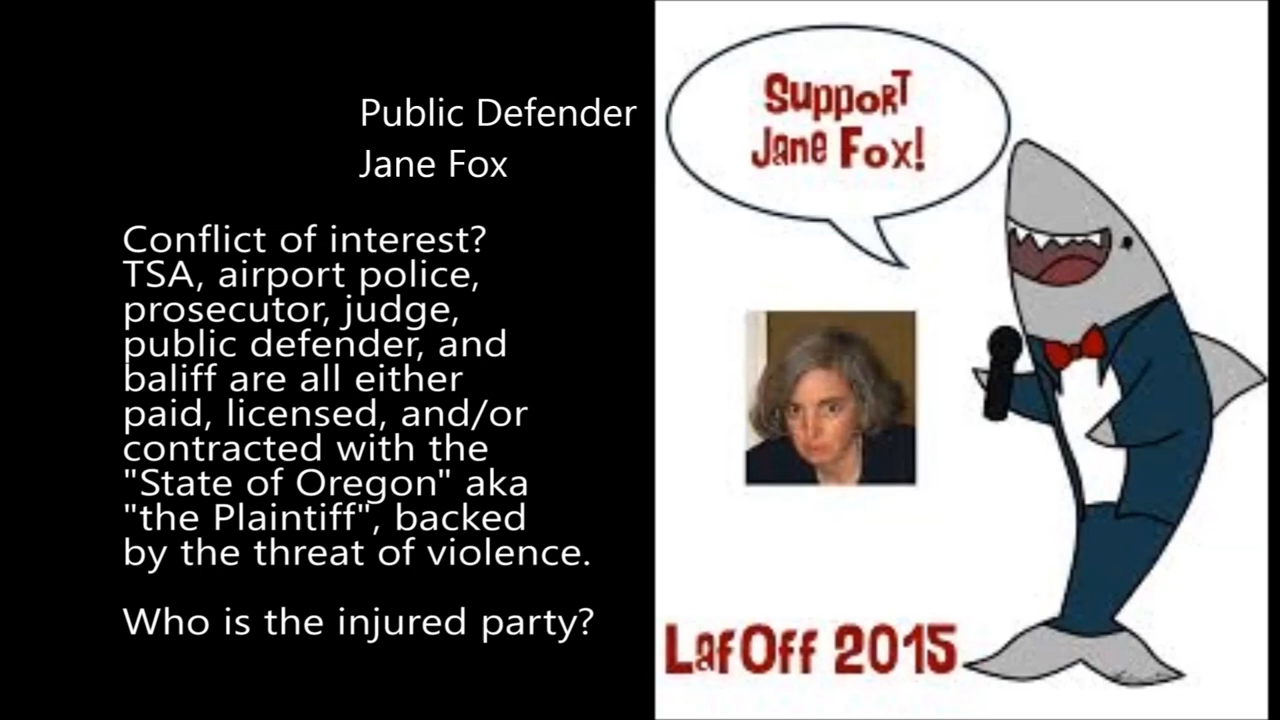 Public Defender
Jane Fox
Conflict of interest?
TSA, airport police,
prosecutor, judge,
public defender, and
baliff are all either
paid, licensed, and/or
contracted with the
"State of Oregon" aka
"the Plaintiff", backed
by the threat of violence.
Who is the injured party?
Support
Jane Fox!
LafOff 2015